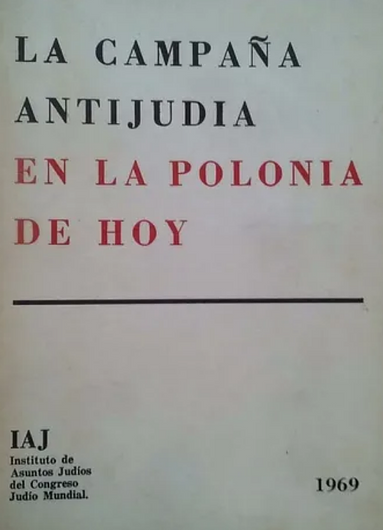 LA CAMPAÑA
ANTIJUDIA
EN LA POLONIA
DE HOY
IAJ
Instituto de
Asuntos Judíos
del Congreso
Judío Mundial.
1969